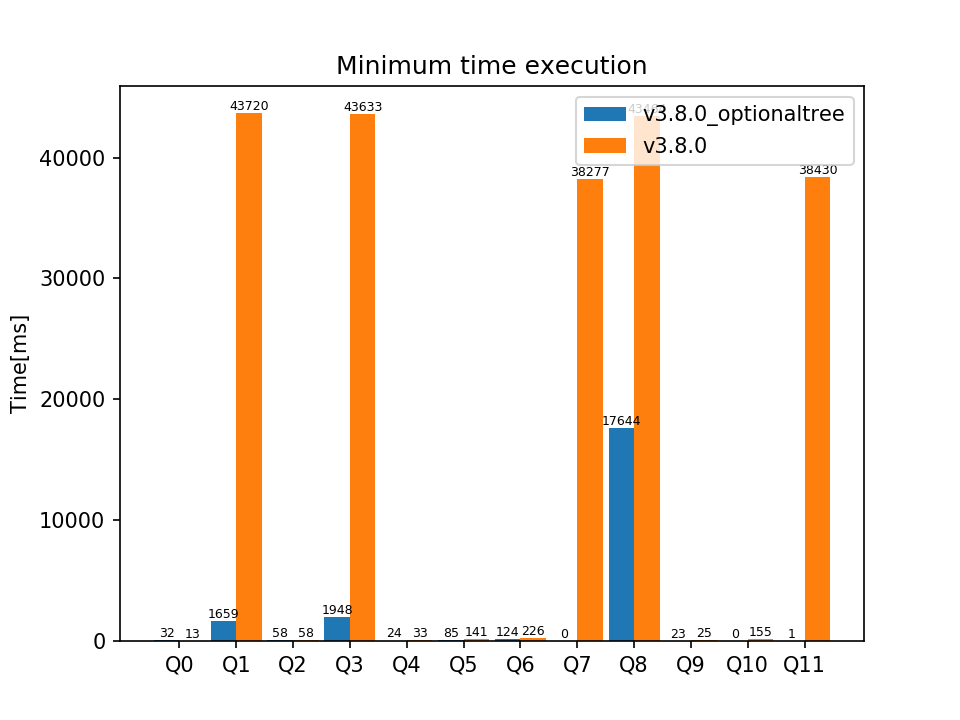 Minimum time execution
v3.8.0_optionaltree
v3.8.0
Time[ms]
40000
30000
20000
10000
0
43720
43633
38277
38430
17644
1659
1948
32 13 58 58 24 33 85 141 124 226 0 23 25 0 155 1
Q0 Q1 Q2 Q3 Q4 Q5 Q6 Q7 Q8 Q9 Q10 Q11